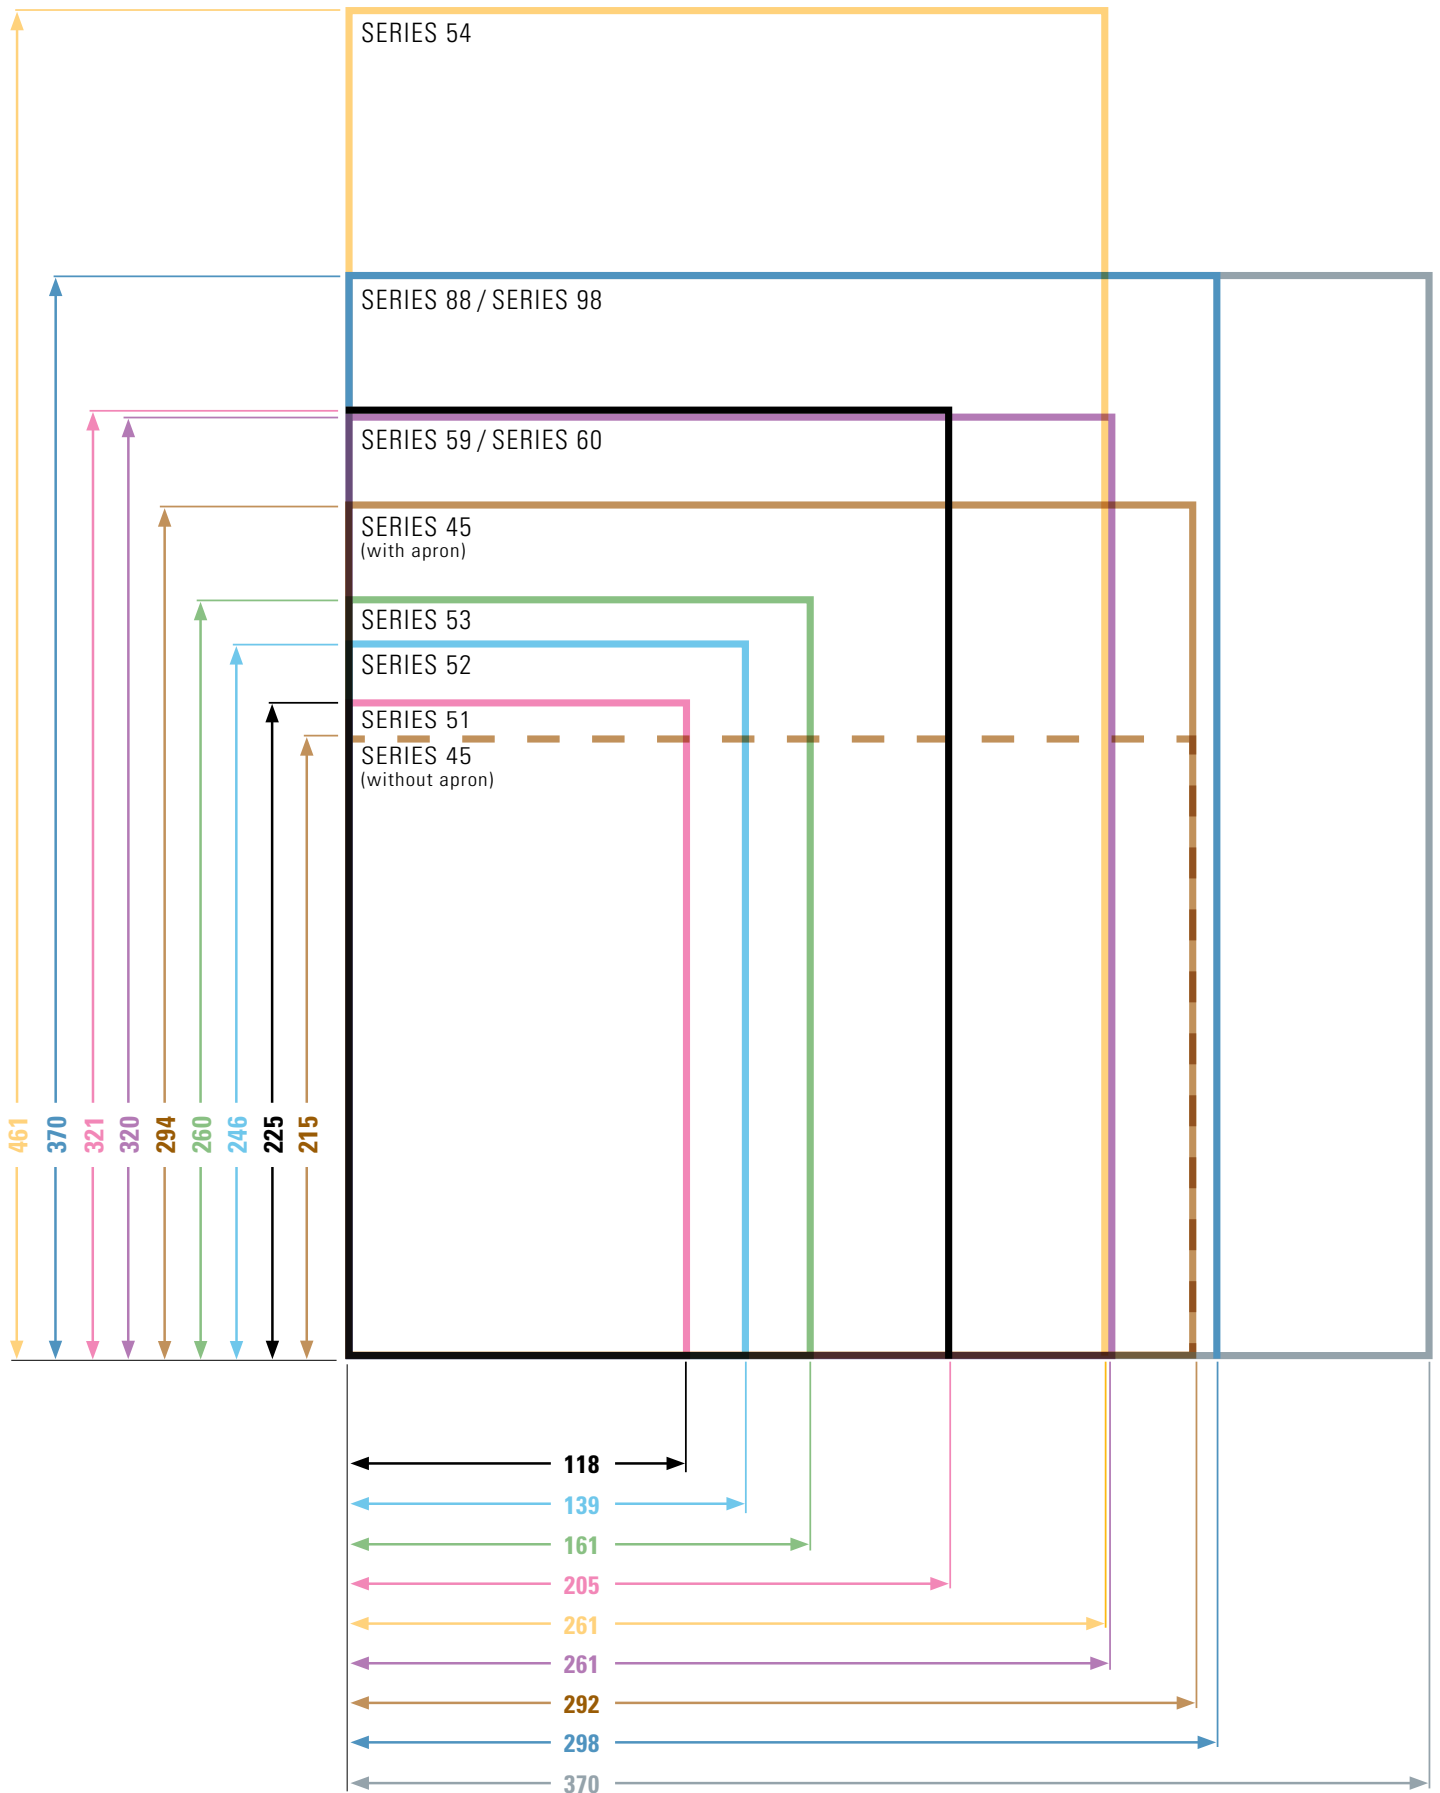 SERIES 54
SERIES 88 / SERIES 98
SERIES 59 / SERIES 60
SERIES 45
(with apron)
SERIES 53
SERIES 52
SERIES 51
SERIES 45
(without apron)
461
370
321
320
294
260
246
225
215
118
139
161
205
261
261
292
298
370